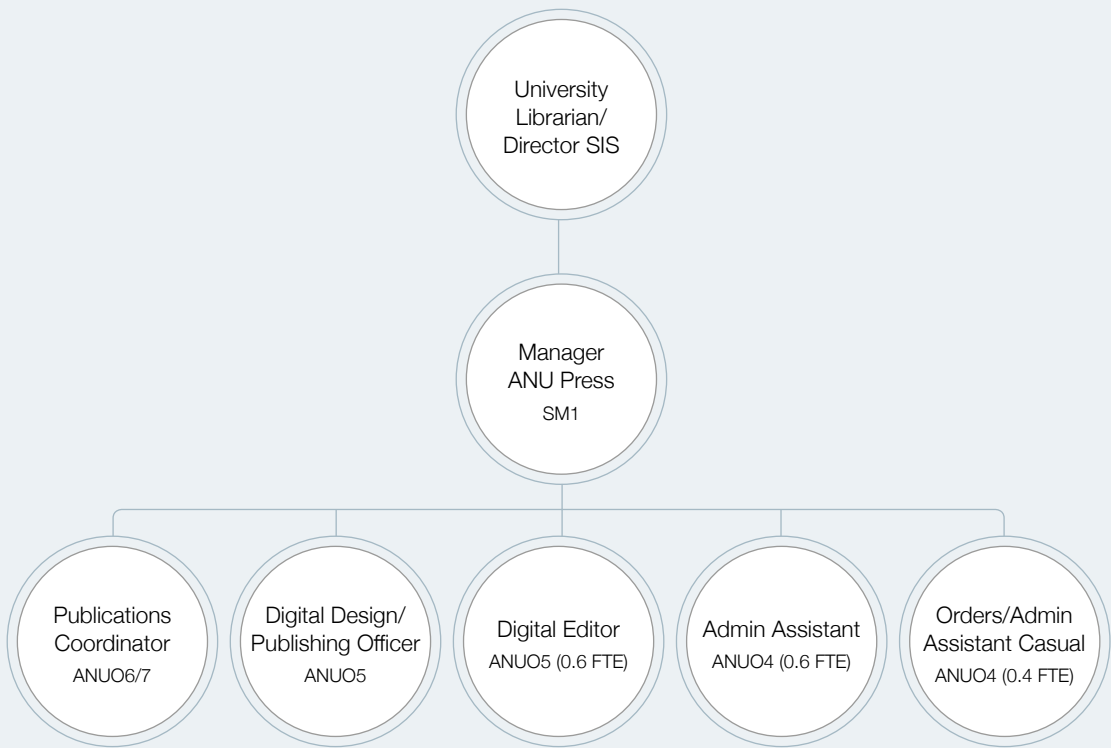 University
Librarian/
Director SIS
Manager
ANU Press
SM1
Publications
Coordinator
ANUO6/7
Digital Design/
Publishing Officer
ANUO5
Digital Editor
ANUO5 (0.6 FTE)
Admin Assistant
ANUO4 (0.6 FTE)
Orders/Admin
Assistant Casual
ANUO4 (0.4 FTE)